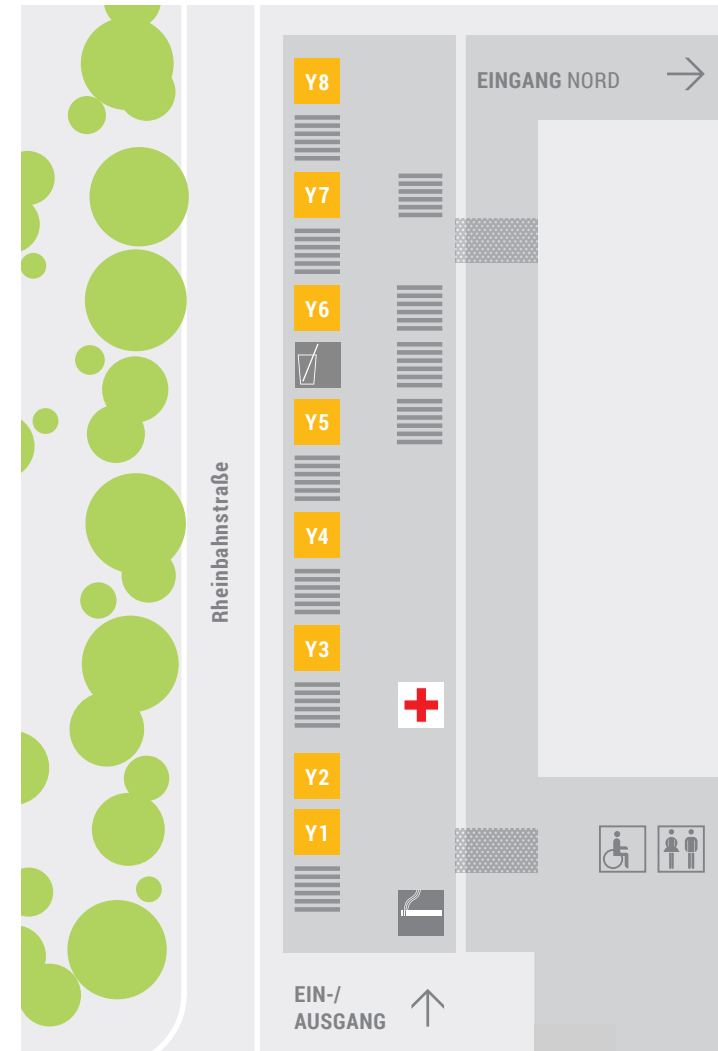 Y8
EINGANG NORD
Y7
Y6
Y5
Rheinbahnstraße
Y4
Y3
Y2
Y1
EIN-/
AUSGANG